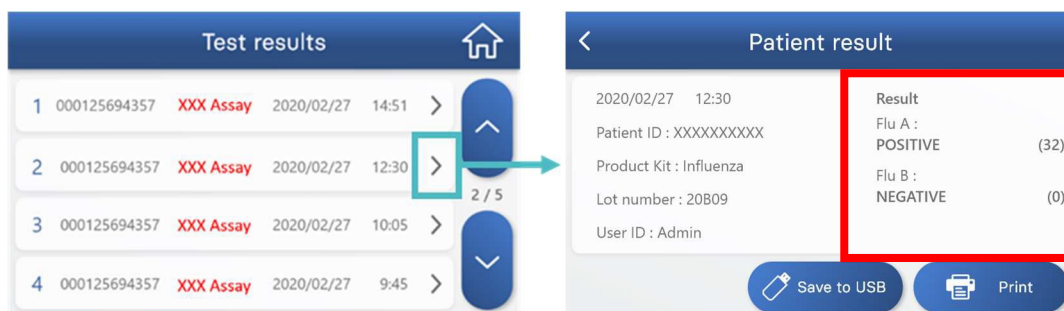 Test results
1 000125694357 XXX Assay 2020/02/27 14:51
2 000125694357 XXX Assay 2020/02/27 12:30
3 000125694357 XXX Assay 2020/02/27 10:05
4 000125694357 XXX Assay 2020/02/27 9:45
2 / 5
Patient result
2020/02/27 12:30
Patient ID : XXXXXXXXXX
Product Kit : Influenza
Lot number : 20B09
User ID : Admin
Result
Flu A :
POSITIVE (32)
Flu B :
NEGATIVE (0)
Save to USB
Print